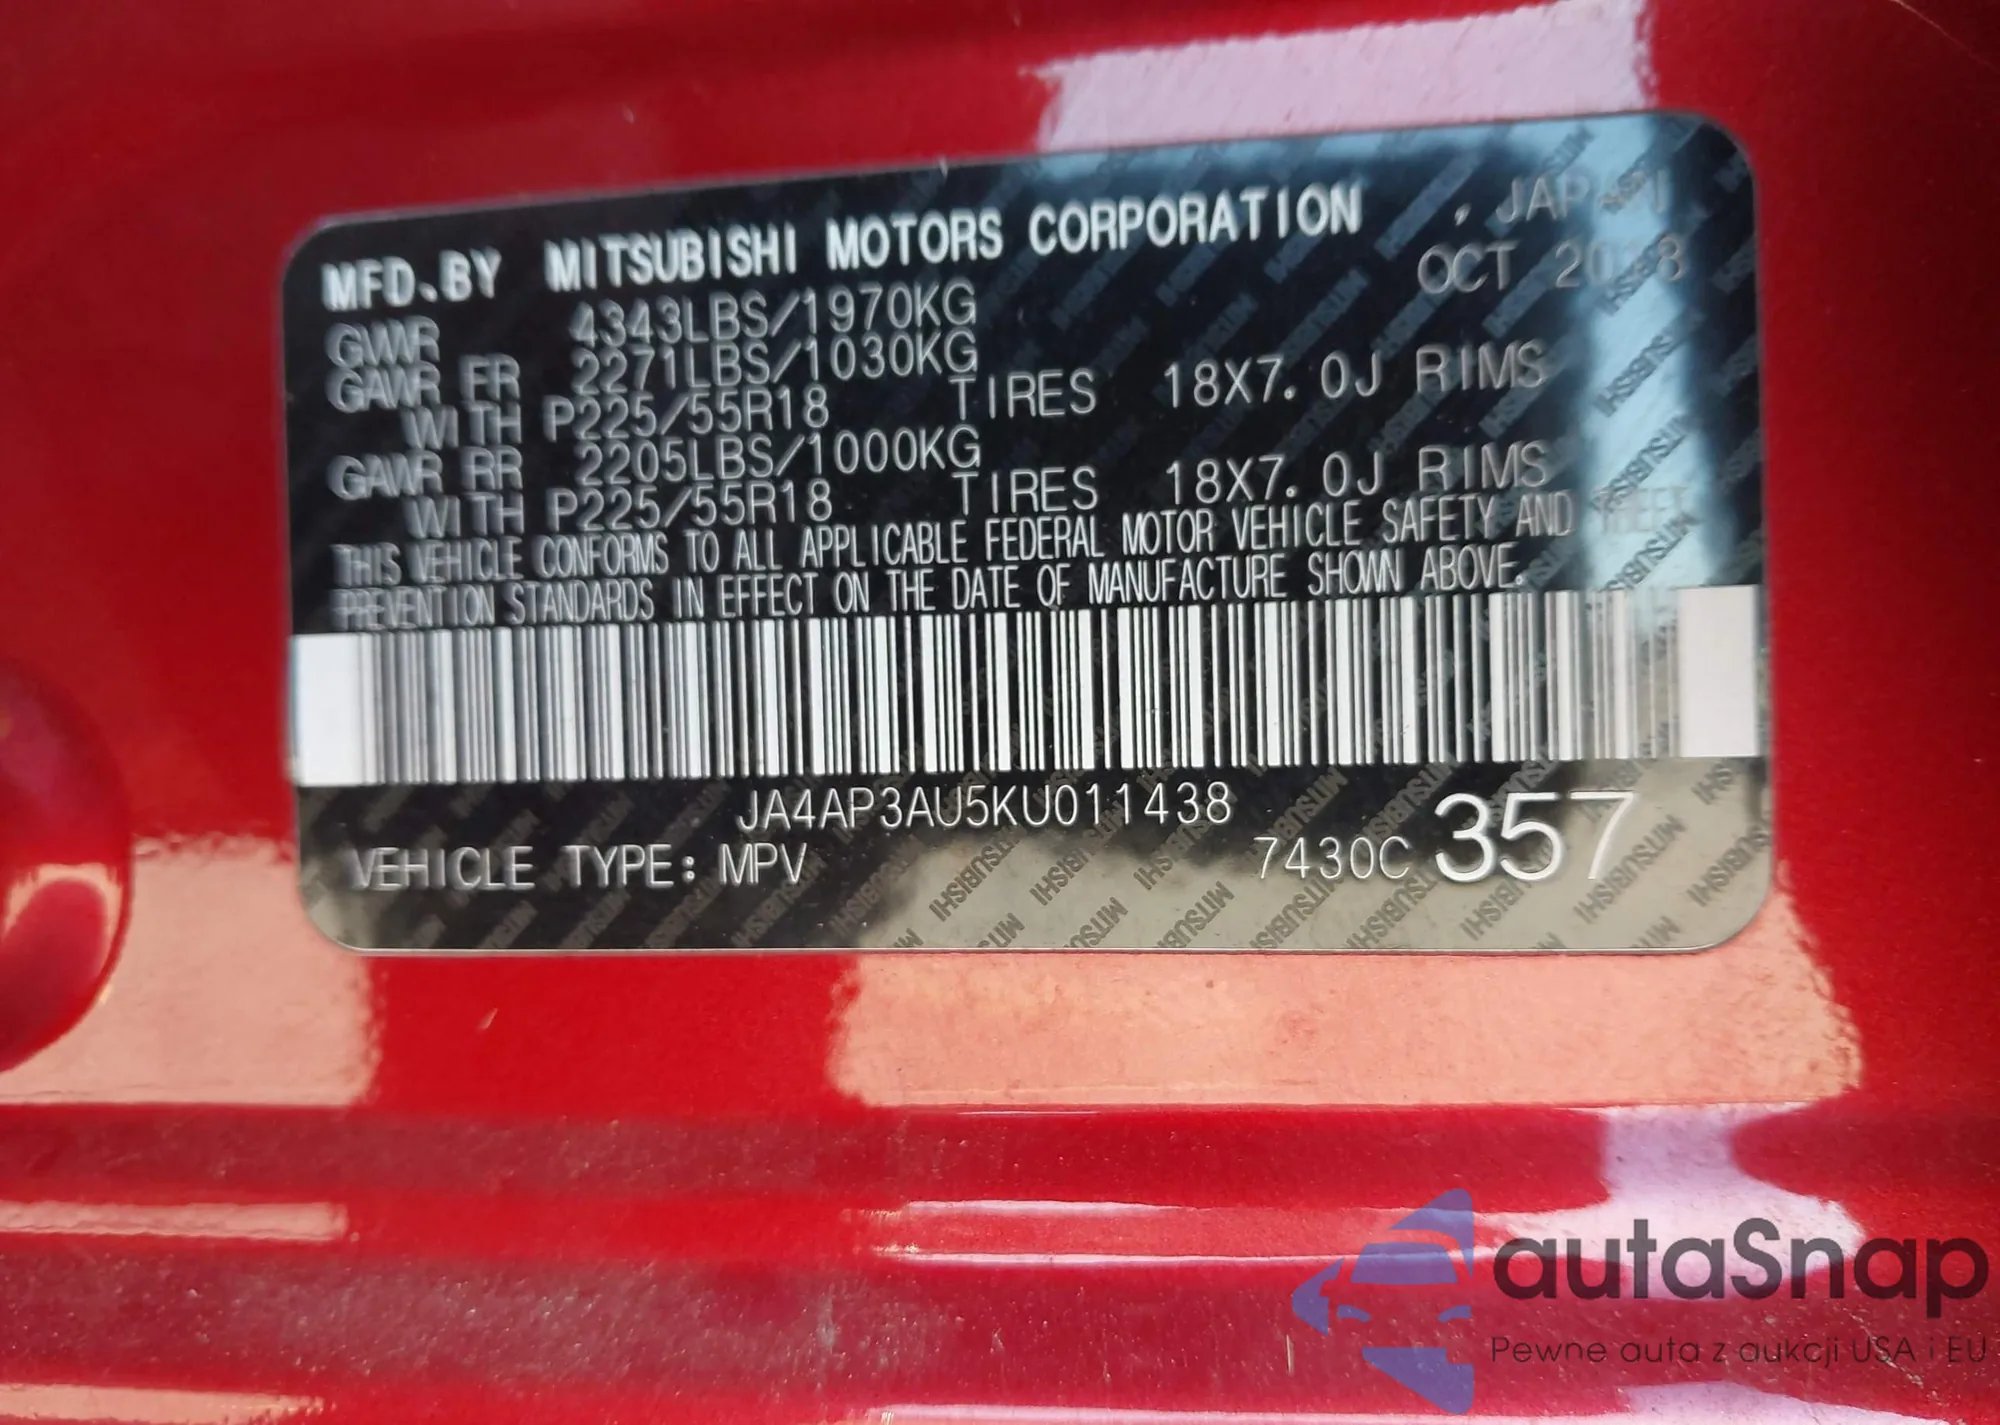 MFD. BY MITSUBISHI MOTORS CORPORATION , JAPAN
OCT 2018
GVWR 4343LBS/1970KG
GAWR FR 2271LBS/1030KG
WITH P225/55R18 TIRES 18X7. 0J RIMS
GAWR RR 2205LBS/1000KG
WITH P225/55R18 TIRES 18X7. 0J RIMS
THIS VEHICLE CONFORMS TO ALL APPLICABLE FEDERAL MOTOR VEHICLE SAFETY AND THEFT
PREVENTION STANDARDS IN EFFECT ON THE DATE OF MANUFACTURE SHOWN ABOVE.
JA4AP3AU5KU011438
VEHICLE TYPE: MPV 7430C 357
autaSnap
Pewne auta z aukcji USA i EU